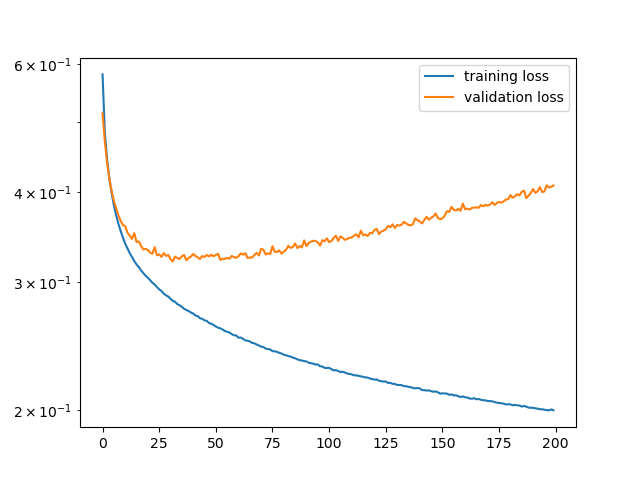 6 × 10⁻¹
4 × 10⁻¹
3 × 10⁻¹
2 × 10⁻¹
training loss
validation loss
0 25 50 75 100 125 150 175 200